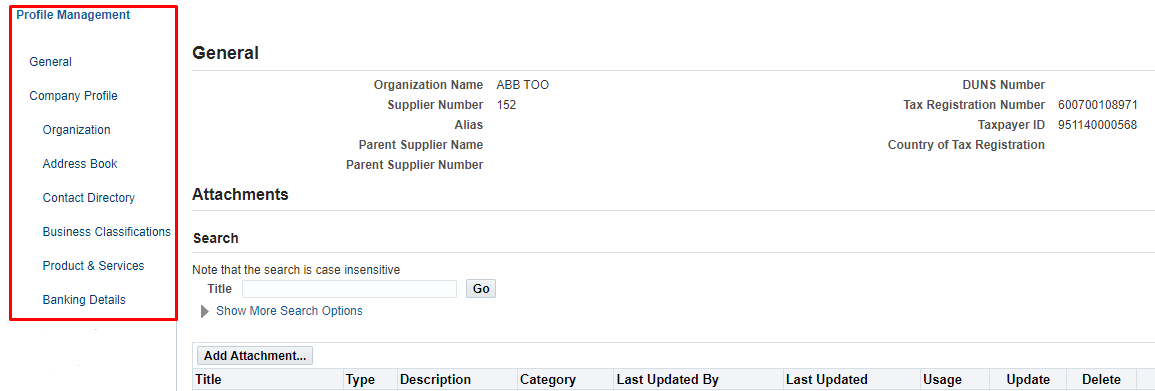 Profile Management
General
Company Profile
Organization
Address Book
Contact Directory
Business Classifications
Product & Services
Banking Details
General
Organization Name ABB TOO
Supplier Number 152
Alias
Parent Supplier Name
Parent Supplier Number
DUNS Number
Tax Registration Number 600700108971
Taxpayer ID 951140000568
Country of Tax Registration
Attachments
Search
Note that the search is case insensitive
Title Go
Show More Search Options
Add Attachment...
Title Type Description Category Last Updated By Last Updated Usage Update Delete